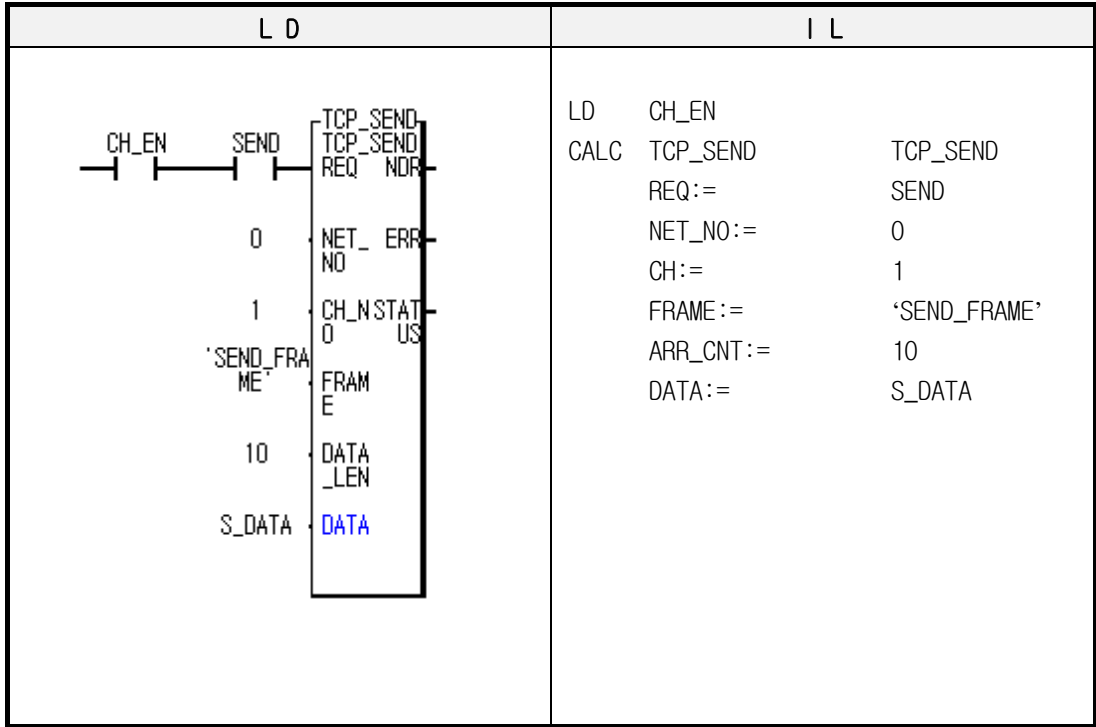 L D
I L
TCP_SEND
CH_EN SEND TCP_SEND
REQ NDR
0 NET_ ERR
NO
1 CH_N STAT
O US
'SEND_FRA
ME' FRAM
E
10 DATA
_LEN
S_DATA DATA
LD CH_EN
CALC TCP_SEND TCP_SEND
REQ:= SEND
NET_NO:= 0
CH:= 1
FRAME:= ‘SEND_FRAME’
ARR_CNT:= 10
DATA:= S_DATA